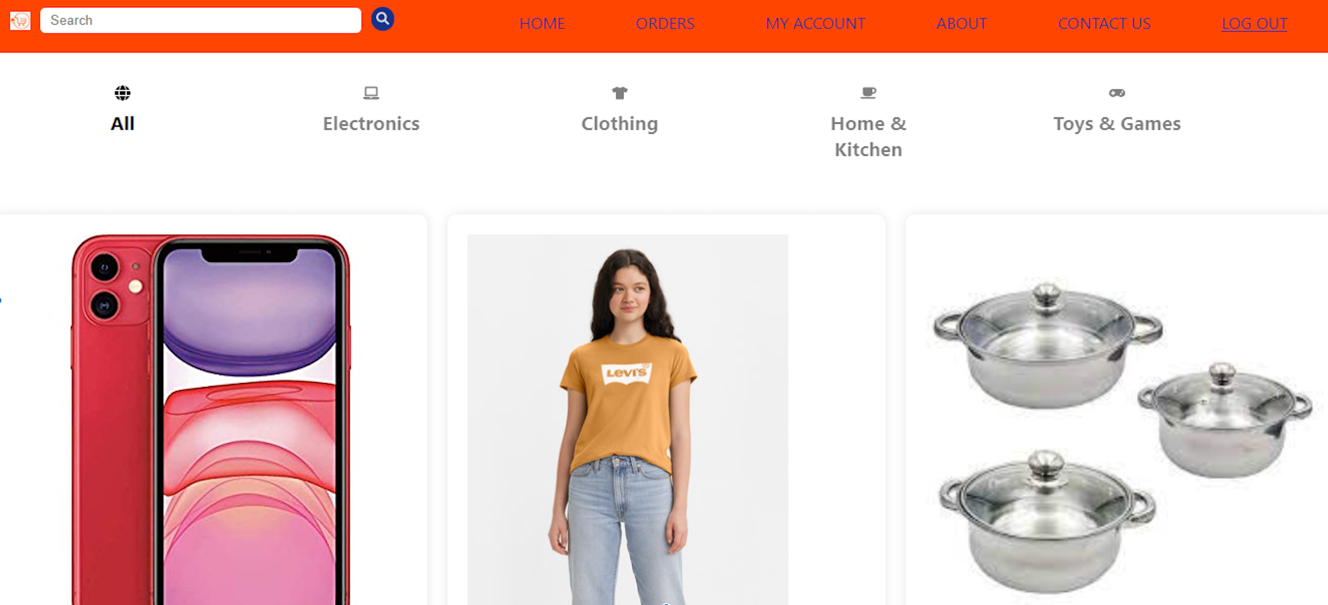 Search
HOME
ORDERS
MY ACCOUNT
ABOUT
CONTACT US
LOG OUT
All
Electronics
Clothing
Home &
Kitchen
Toys & Games
Levi's